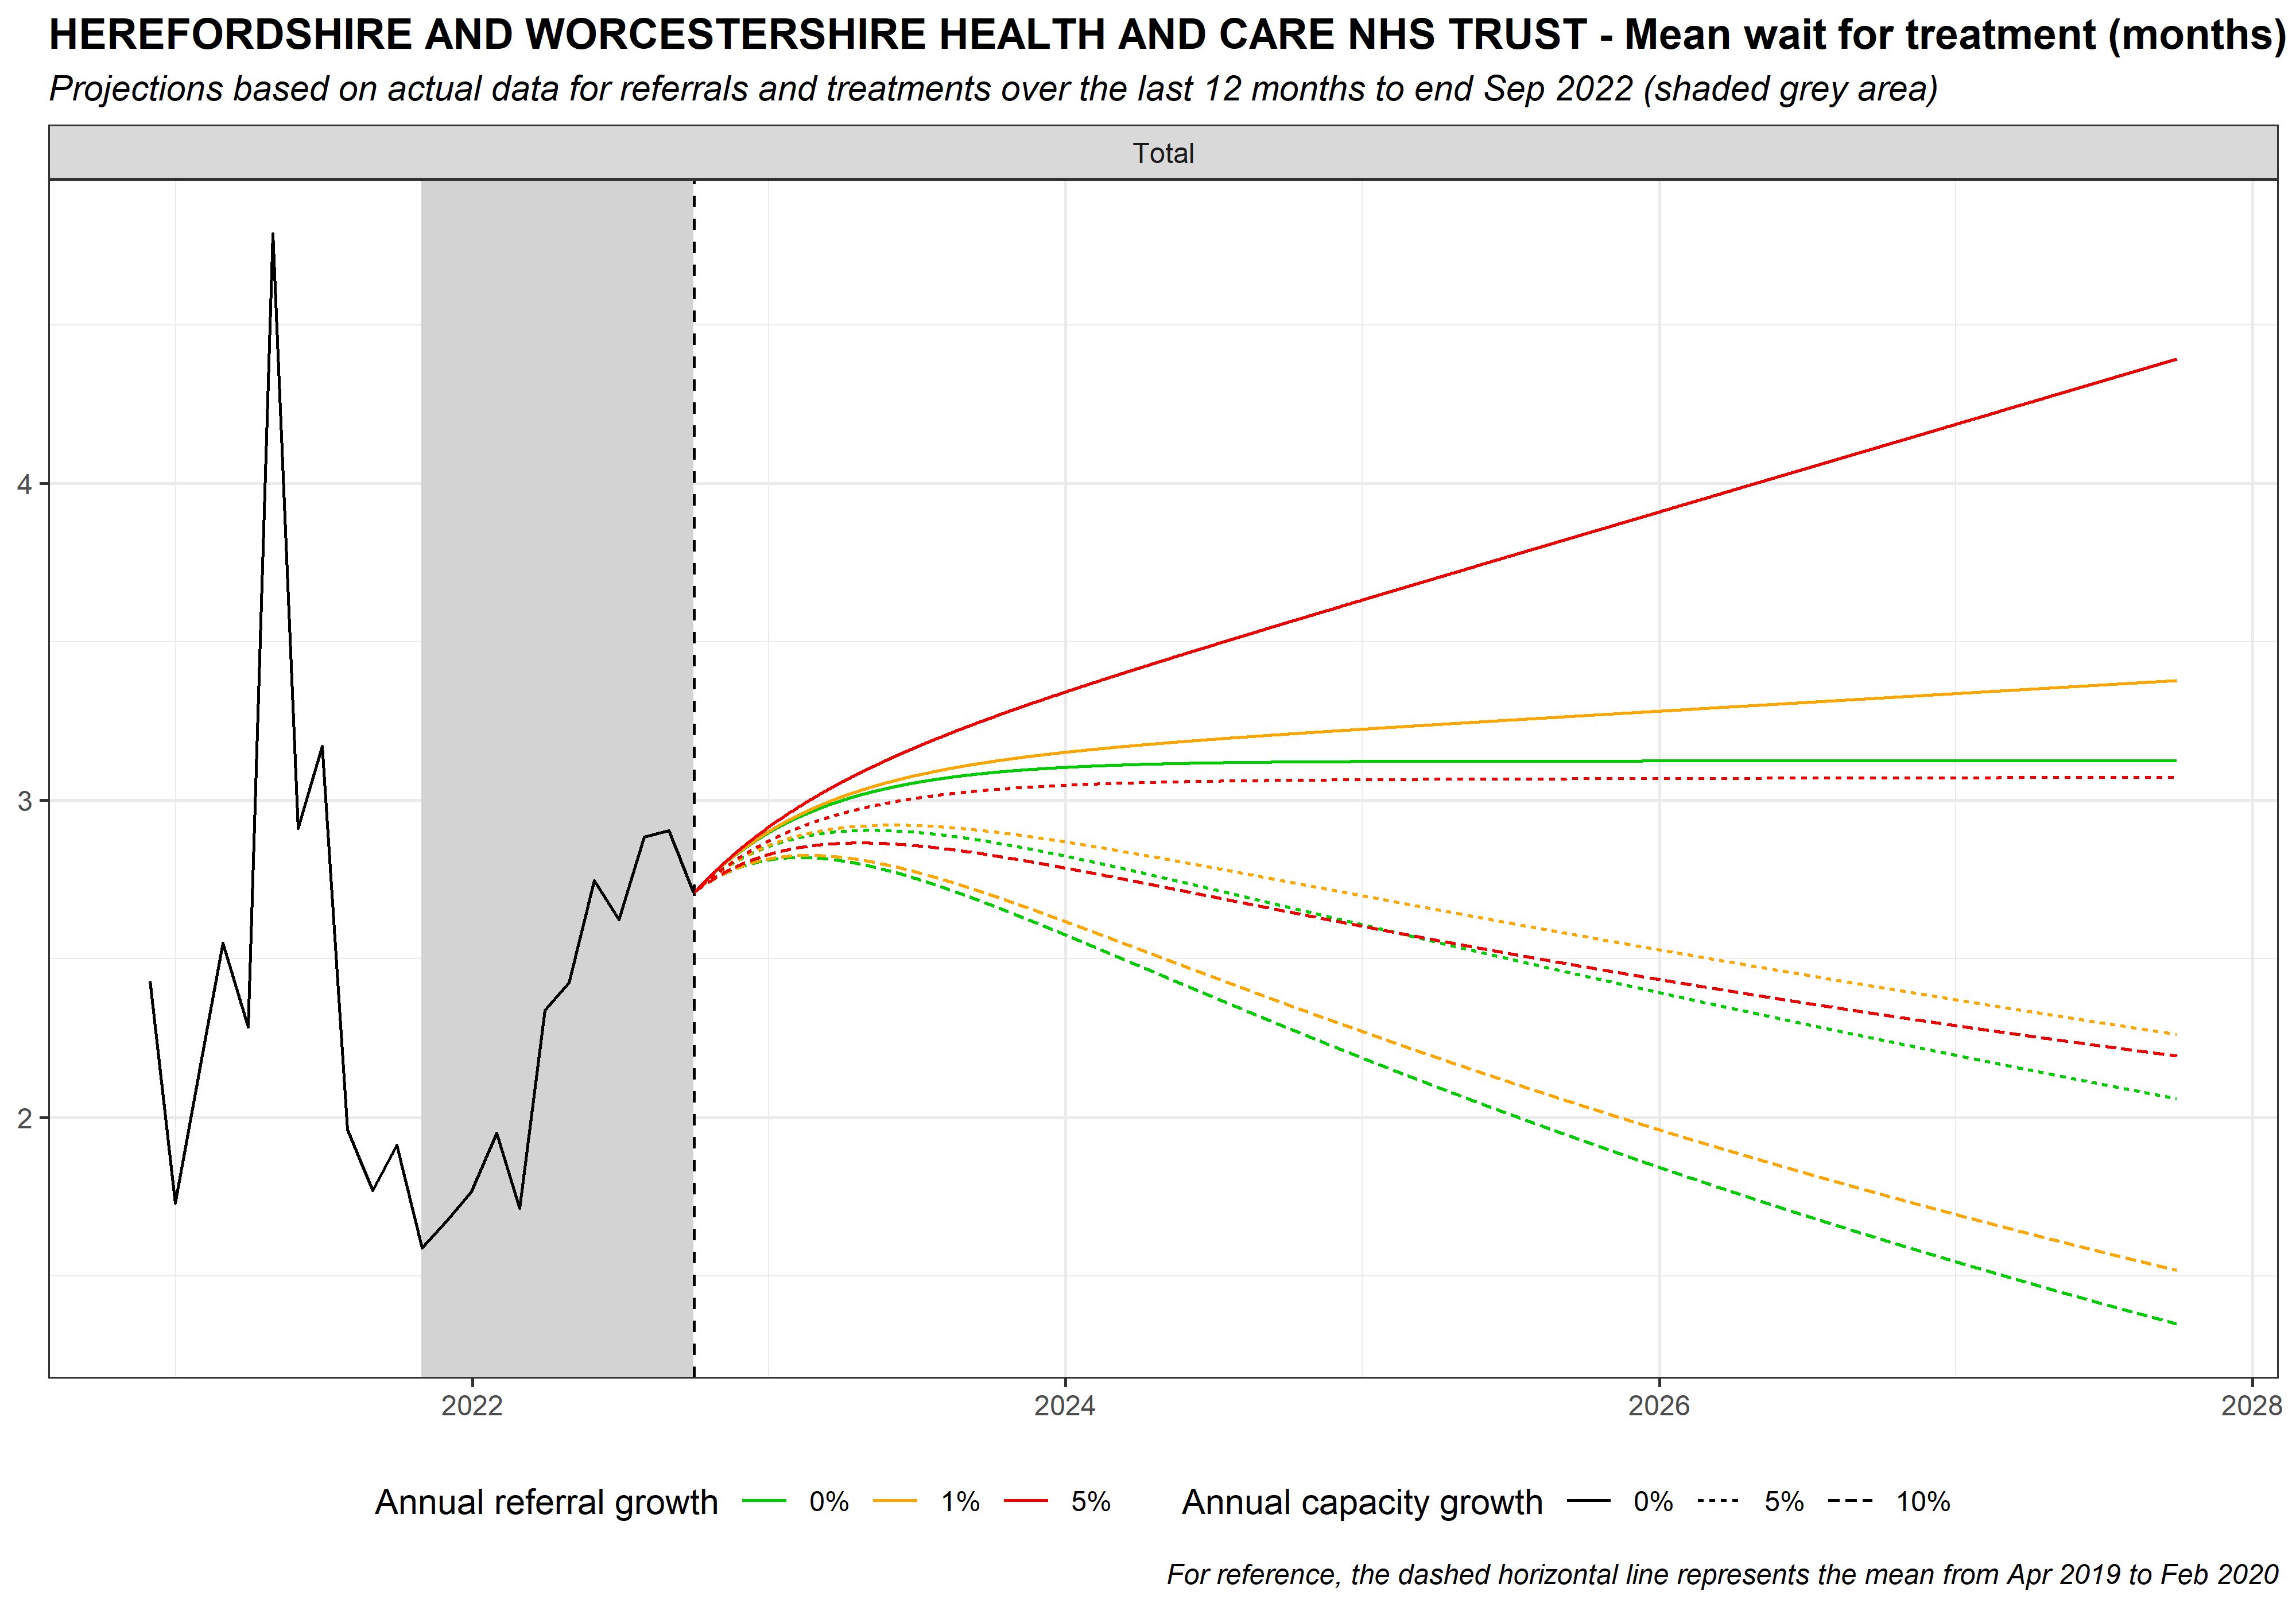 HEREFORDSHIRE AND WORCESTERSHIRE HEALTH AND CARE NHS TRUST - Mean wait for treatment (months)
Projections based on actual data for referrals and treatments over the last 12 months to end Sep 2022 (shaded grey area)
Total
4
3
2
2022 2024 2026 2028
Annual referral growth 0% 1% 5% Annual capacity growth 0% 5% 10%
For reference, the dashed horizontal line represents the mean from Apr 2019 to Feb 2020